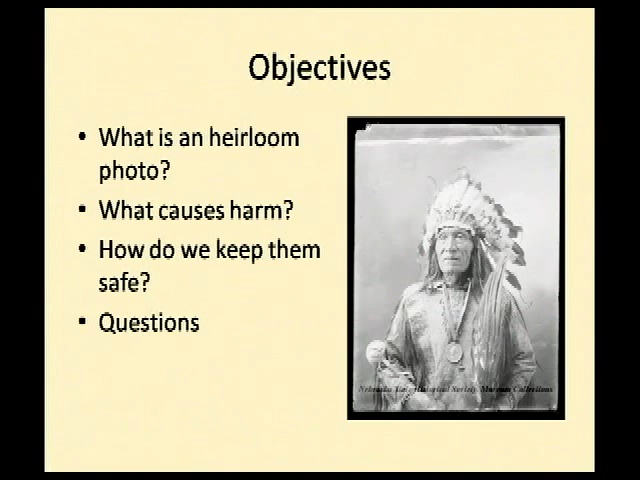 Objectives
• What is an heirloom
photo?
• What causes harm?
• How do we keep them
safe?
• Questions
Nebraska State Historical Society Museum Collections